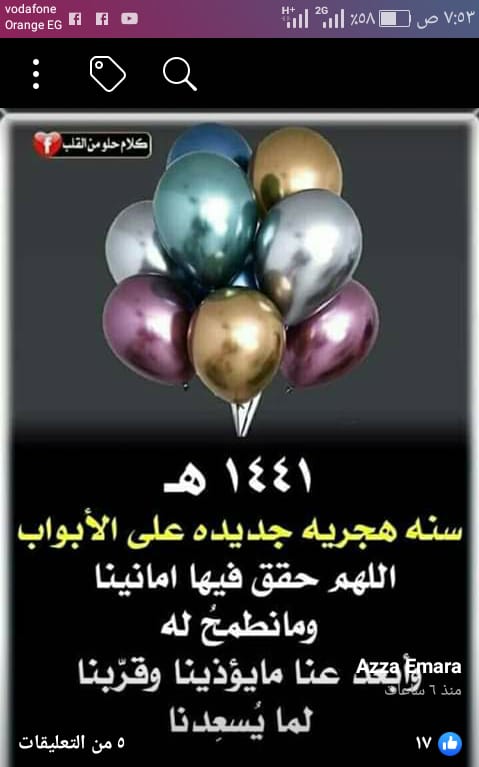 vodafone
Orange EG
H+ 2G ٪٥٨ ٧:٥٣ ص
كلام حلو من القلب
١٤٤١ هـ
سنه هجريه جديده على الأبواب
اللهم حقق فيها امانينا
ومانطمحُ له
وأبعد عنا مايؤذينا وقرّبنا
Azza Emara
منذ ٦ ساعات
لما يُسعِدنا
١٧
٥ من التعليقات